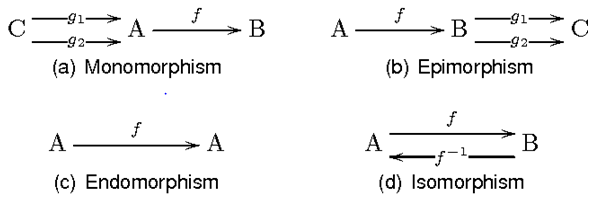 C g₁ g₂ A f B
(a) Monomorphism
A f B g₁ g₂ C
(b) Epimorphism
A f A
(c) Endomorphism
A f f⁻¹ B
(d) Isomorphism